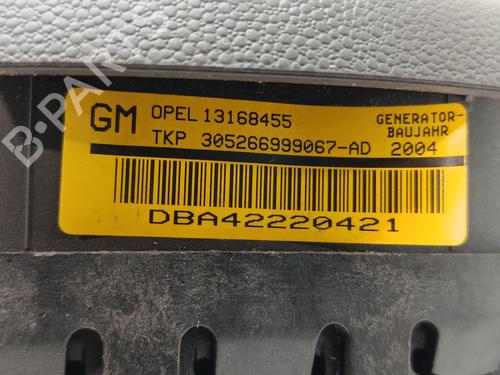 GM OPEL 13168455 GENERATOR-
BAUJAHR
TKP 305266999067-AD 2004
DBA42220421
B-PARTS